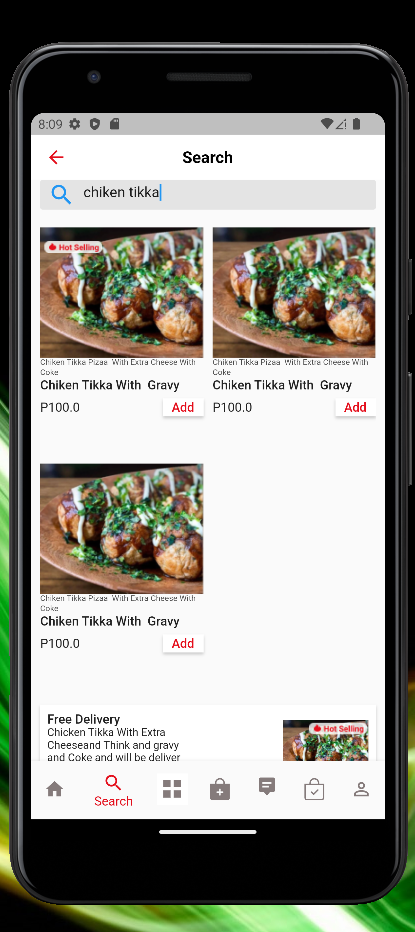 8:09
Search
chiken tikka
Hot Selling
Chiken Tikka Pizaa With Extra Cheese With
Coke
Chiken Tikka With Gravy
P100.0
Add
Chiken Tikka Pizaa With Extra Cheese With
Coke
Chiken Tikka With Gravy
P100.0
Add
Chiken Tikka Pizaa With Extra Cheese With
Coke
Chiken Tikka With Gravy
P100.0
Add
Free Delivery
Chicken Tikka With Extra
Cheeseand Think and gravy
and Coke and will be deliver
Hot Selling
Search